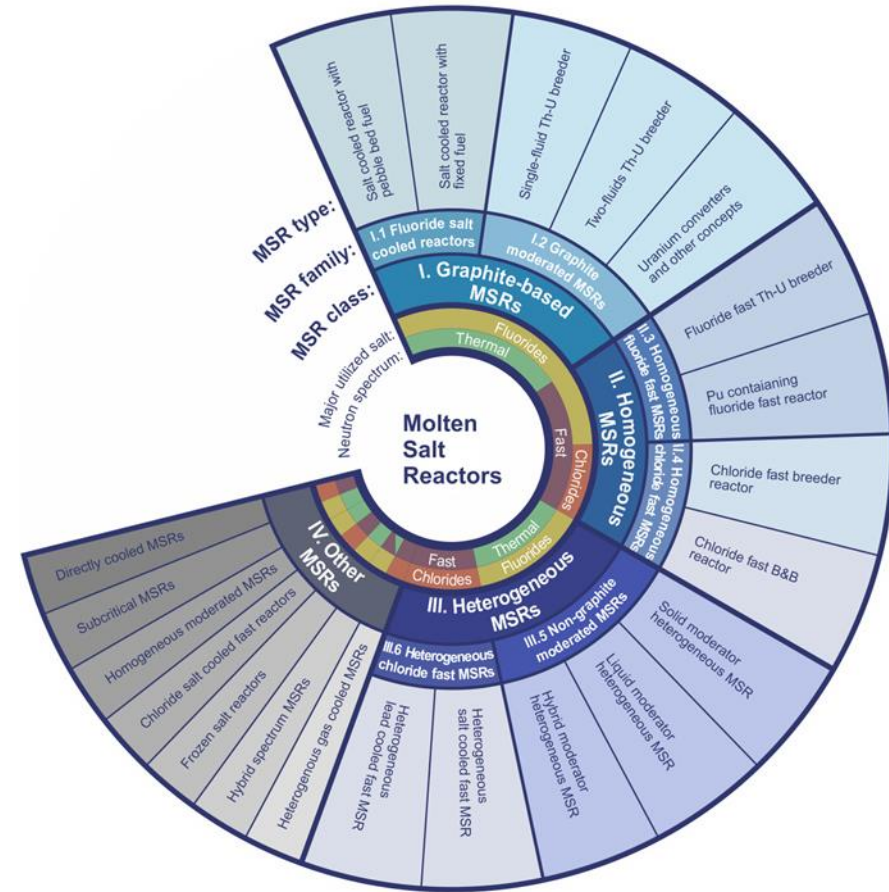 Molten
Salt
Reactors
MSR type:
MSR family:
MSR class:
Major utilized salt:
Neutron spectrum:
Salt cooled reactor with
pebble bed fuel
Salt cooled reactor with
fixed fuel
Single-fluid Th-U breeder
Two-fluids Th-U breeder
Uranium converters
and other concepts
I.1 Fluoride salt
cooled reactors
I.2 Graphite
moderated MSRs
I. Graphite-based
MSRs
Fluorides
Thermal
Fluoride fast Th-U breeder
Pu contaianing
fluoride fast reactor
Chloride fast breeder
reactor
Chloride fast B&B
reactor
II.3 Homogeneous
fluoride fast MSRs
II.4 Homogeneous
chloride fast MSRs
II. Homogeneous
MSRs
Fast
Chlorides
Solid moderator
heterogeneous MSR
Liquid moderator
heterogeneous MSR
Hybrid moderator
heterogeneous MSR
Heterogeneous
salt cooled fast MSR
Heterogeneous
lead cooled fast MSR
III.5 Non-graphite
moderated MSRs
III.6 Heterogeneous
chloride fast MSRs
III. Heterogeneous
MSRs
Thermal
Fluorides
Fast
Chlorides
IV. Other
MSRs
Heterogenous gas cooled MSRs
Hybrid spectrum MSRs
Frozen salt reactors
Chloride salt cooled fast reactors
Homogeneous moderated MSRs
Subcritical MSRs
Directly cooled MSRs